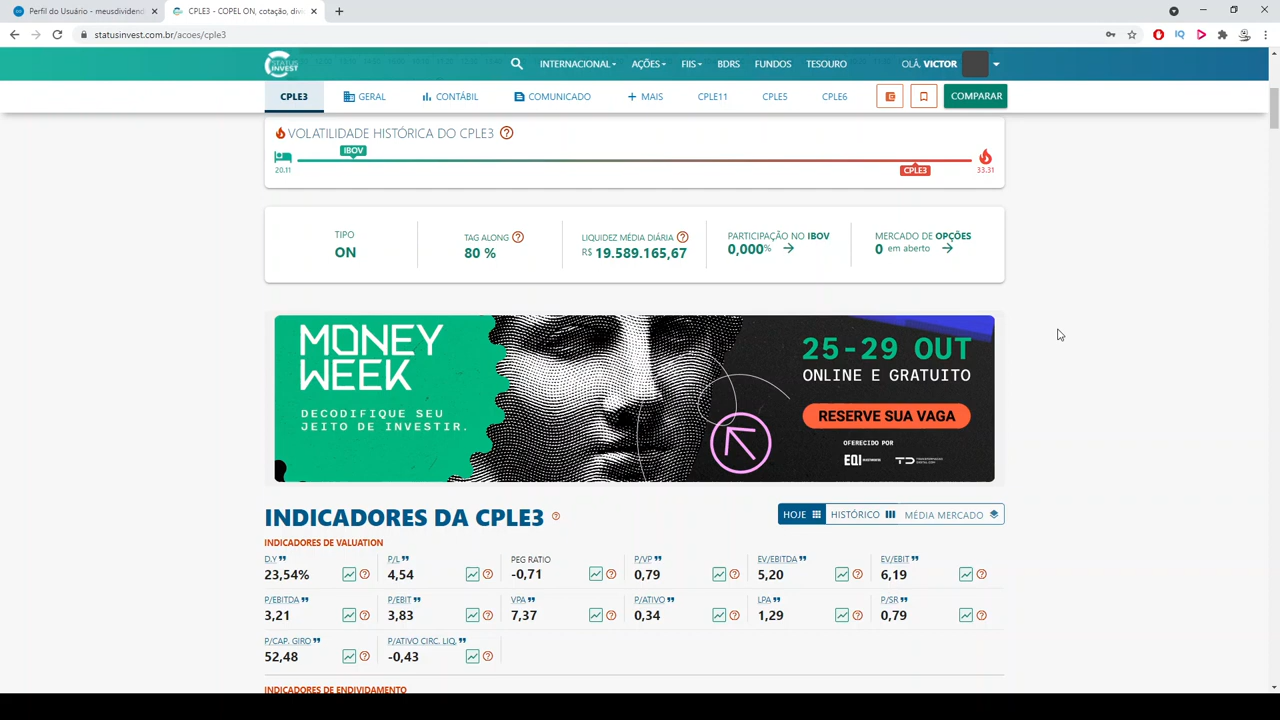 Perfil do Usuário - meusdividend
CPLE3 - COPEL ON, cotação, divi
statusinvest.com.br/acoes/cple3
STATUS INVEST
INTERNACIONAL
AÇÕES
FIIS
BDRS
FUNDOS
TESOURO
OLÁ, VICTOR
CPLE3
GERAL
CONTÁBIL
COMUNICADO
MAIS
CPLE11
CPLE5
CPLE6
COMPARAR
VOLATILIDADE HISTÓRICA DO CPLE3
IBOV
20.11
CPLE3
33.31
TIPO
ON
TAG ALONG
80 %
LIQUIDEZ MÉDIA DIÁRIA
R$ 19.589.165,67
PARTICIPAÇÃO NO IBOV
0,000%
MERCADO DE OPÇÕES
0 em aberto
MONEY
WEEK
DECODIFIQUE SEU
JEITO DE INVESTIR.
25-29 OUT
ONLINE E GRATUITO
RESERVE SUA VAGA
OFERECIDO POR
EQI
TD
INDICADORES DA CPLE3
HOJE
HISTÓRICO
MÉDIA MERCADO
INDICADORES DE VALUATION
D.Y P/L PEG RATIO P/VP EV/EBITDA EV/EBIT
23,54% 4,54 -0,71 0,79 5,20 6,19
P/EBITDA P/EBIT VPA P/ATIVO LPA P/SR
3,21 3,83 7,37 0,34 1,29 0,79
P/CAP. GIRO P/ATIVO CIRC. LIQ.
52,48 -0,43
INDICADORES DE ENDIVIDAMENTO